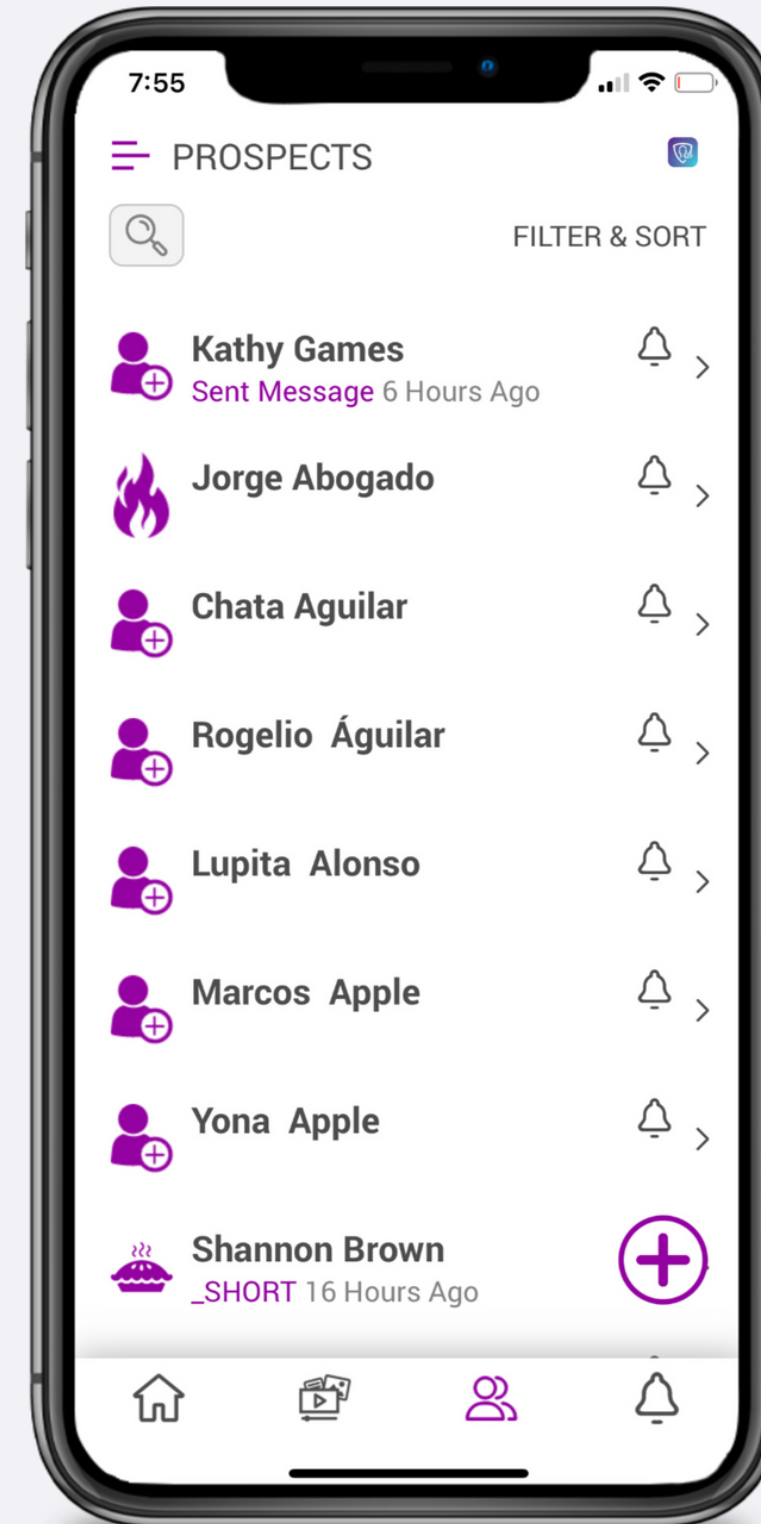 7:55
PROSPECTS
FILTER & SORT
Kathy Games
Sent Message 6 Hours Ago
Jorge Abogado
Chata Aguilar
Rogelio  Águilar
Lupita  Alonso
Marcos  Apple
Yona  Apple
Shannon Brown
_SHORT 16 Hours Ago